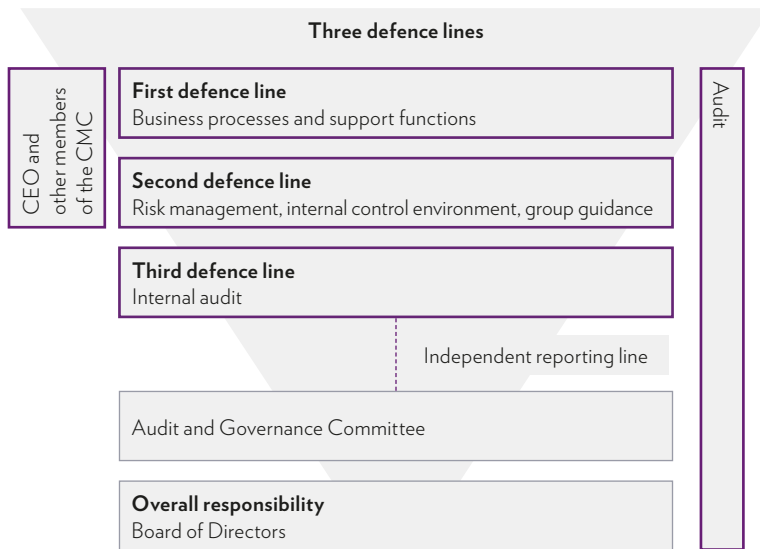 Three defence lines
CEO and
other members
of the CMC
First defence line
Business processes and support functions
Second defence line
Risk management, internal control environment, group guidance
Third defence line
Internal audit
Independent reporting line
Audit and Governance Committee
Overall responsibility
Board of Directors
Audit